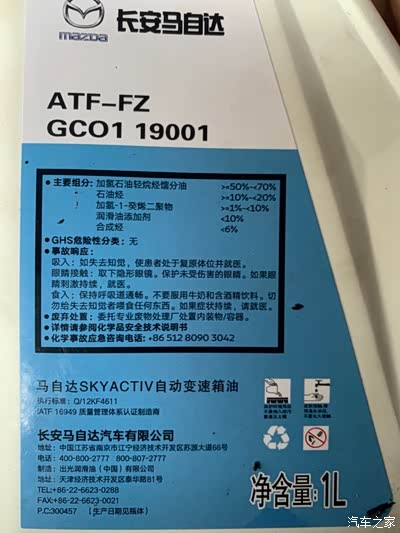 mazda
长安马自达
ATF-FZ
GCO1 19001
●主要组分: 加氢石油轻烷烃馏分油 >=50%~<70%
石油烃 >=10%~<20%
加氢-1-癸烯二聚物 >=1%~<10%
润滑油添加剂 <10%
合成烃 <6%
●GHS危险性分类: 无
●事故响应:
吸入: 如失去知觉, 使患者处于复原体位并就医。
眼睛接触: 取下隐形眼镜。保护未受伤害的眼睛。如果眼
睛刺激持续, 就医。
食入: 保持呼吸道通畅。不要服用牛奶和含酒精饮料。切
勿给失去知觉者喂食任何东西。如果症状持续, 请就医。
●废弃处置: 委托专业废物处理厂处置内装物/容器。
●详情请参阅化学品安全技术说明书
●化学事故应急咨询电话: +86 512 8090 3042
马自达SKYACTIV自动变速箱油
执行标准: Q/12KF4611
IATF 16949 质量管理体系认证制造商
长安马自达汽车有限公司
地址: 中国江苏省南京市江宁经济技术开发区苏源大道66号
电话: 400-800-2777 800-807-2777
制造: 出光润滑油(中国)有限公司
地址: 天津经济技术开发区泰华路81号
TEL:+86-22-6623-0288
FAX:+86-22-6623-0021
P.C:300457 (生产日期见瓶体)
净含量: 1L
汽车之家